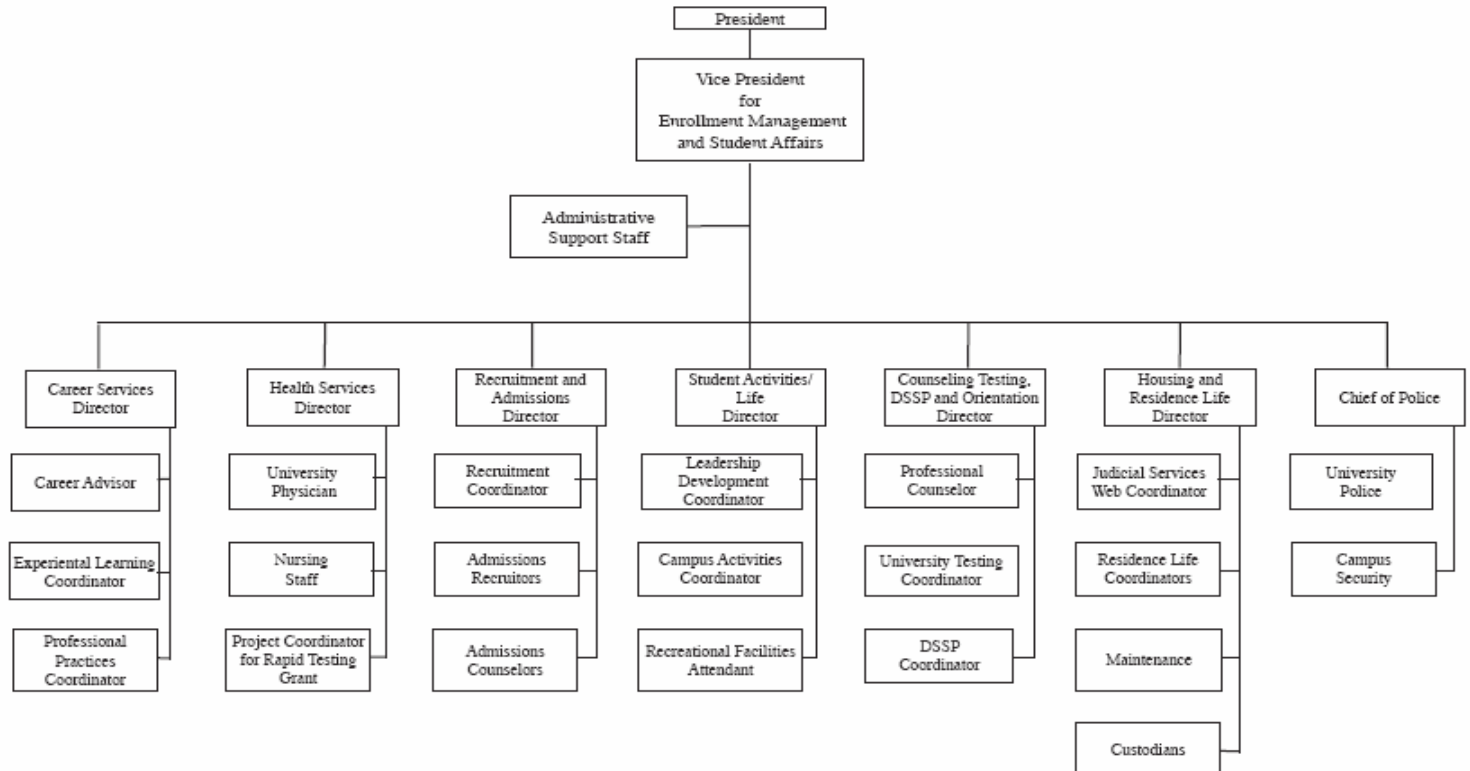 President
Vice President
for
Enrollment Management
and Student Affairs
Administrative
Support Staff
Career Services
Director
Health Services
Director
Recruitment and
Admissions
Director
Student Activities/
Life
Director
Counseling Testing,
DSSP and Orientation
Director
Housing and
Residence Life
Director
Chief of Police
Career Advisor
University
Physician
Recruitment
Coordinator
Leadership
Development
Coordinator
Professional
Counselor
Judicial Services
Web Coordinator
University
Police
Experiential Learning
Coordinator
Nursing
Staff
Admissions
Recruitors
Campus Activities
Coordinator
University Testing
Coordinator
Residence Life
Coordinators
Campus
Security
Professional
Practices
Coordinator
Project Coordinator
for Rapid Testing
Grant
Admissions
Counselors
Recreational Facilities
Attendant
DSSP
Coordinator
Maintenance
Custodians